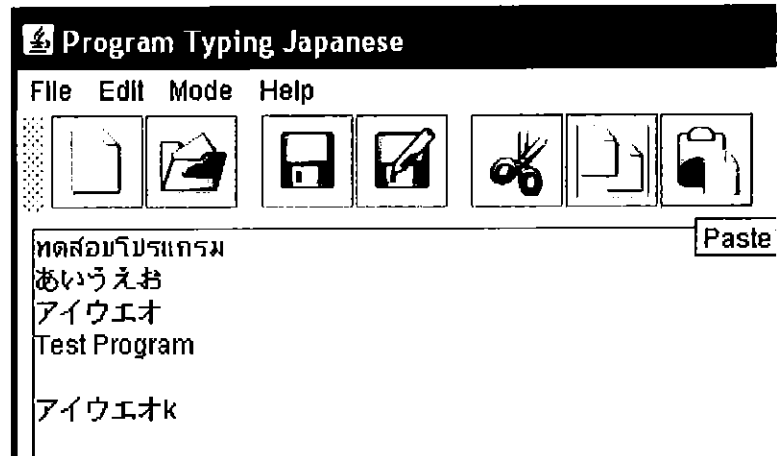 Program Typing Japanese
File Edit Mode Help
Paste
ทดสอบโปรแกรม
あいうえお
アイウエオ
Test Program
アイウエオk